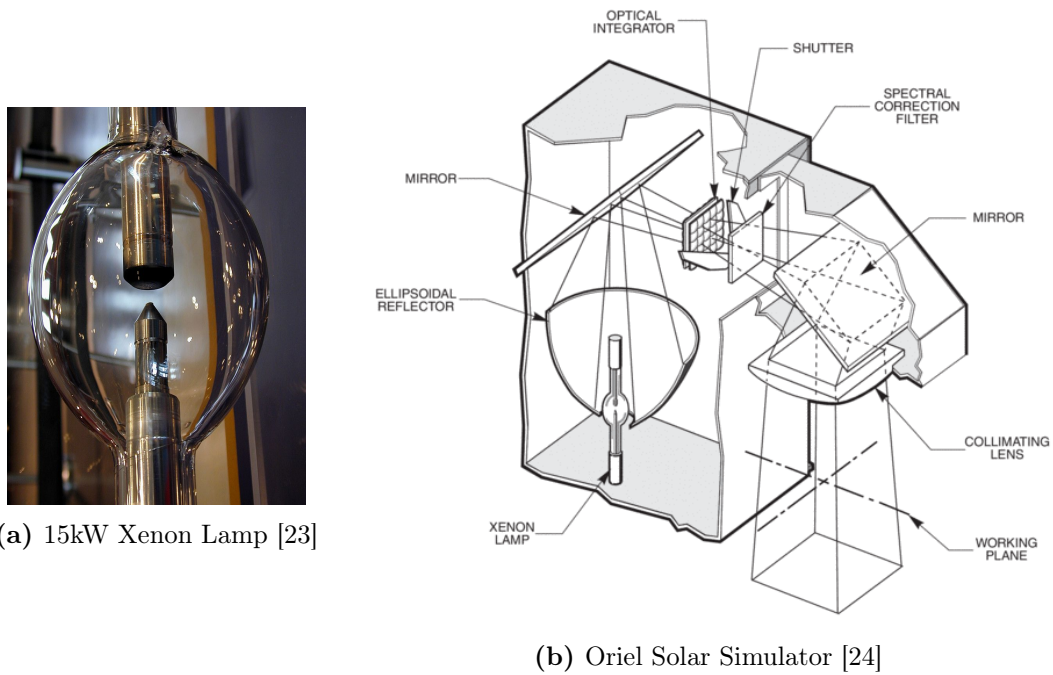 OPTICAL
INTEGRATOR
SHUTTER
SPECTRAL
CORRECTION
FILTER
MIRROR
MIRROR
ELLIPSOIDAL
REFLECTOR
COLLIMATING
LENS
XENON
LAMP
WORKING
PLANE
a) 15kW Xenon Lamp [23]
(b) Oriel Solar Simulator [24]